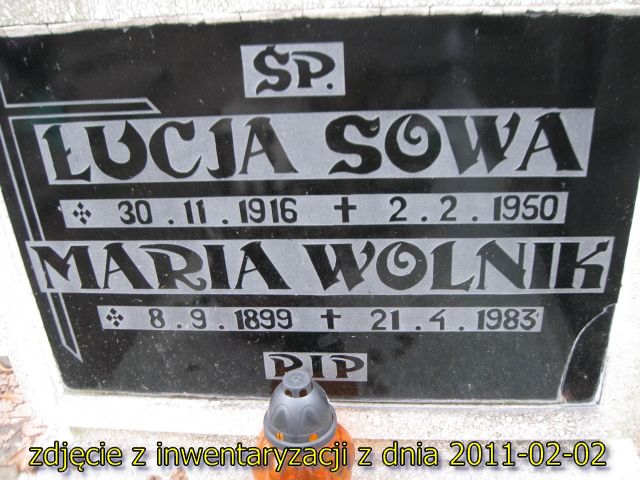 ŚP.
ŁUCJA SOWA
30.11.1916 + 2.2.1950
MARIA WOLNIK
8.9.1899 + 21.4.1983
PIP
zdjęcie z inwentaryzacji z dnia 2011-02-02